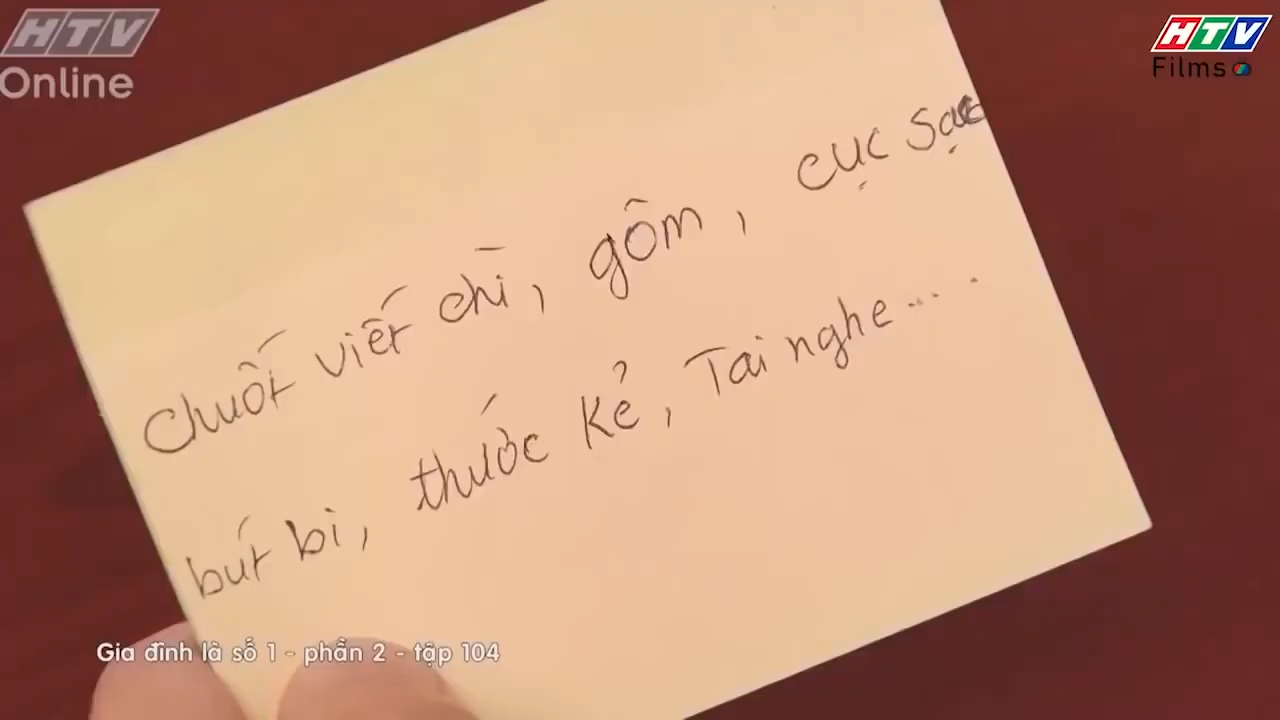 HTV
Online
HTV
Films
Chuốt viết chì, gôm, cục sạc
bút bi, thước kẻ, Tai nghe.....
Gia đình là số 1 - phần 2 - tập 104